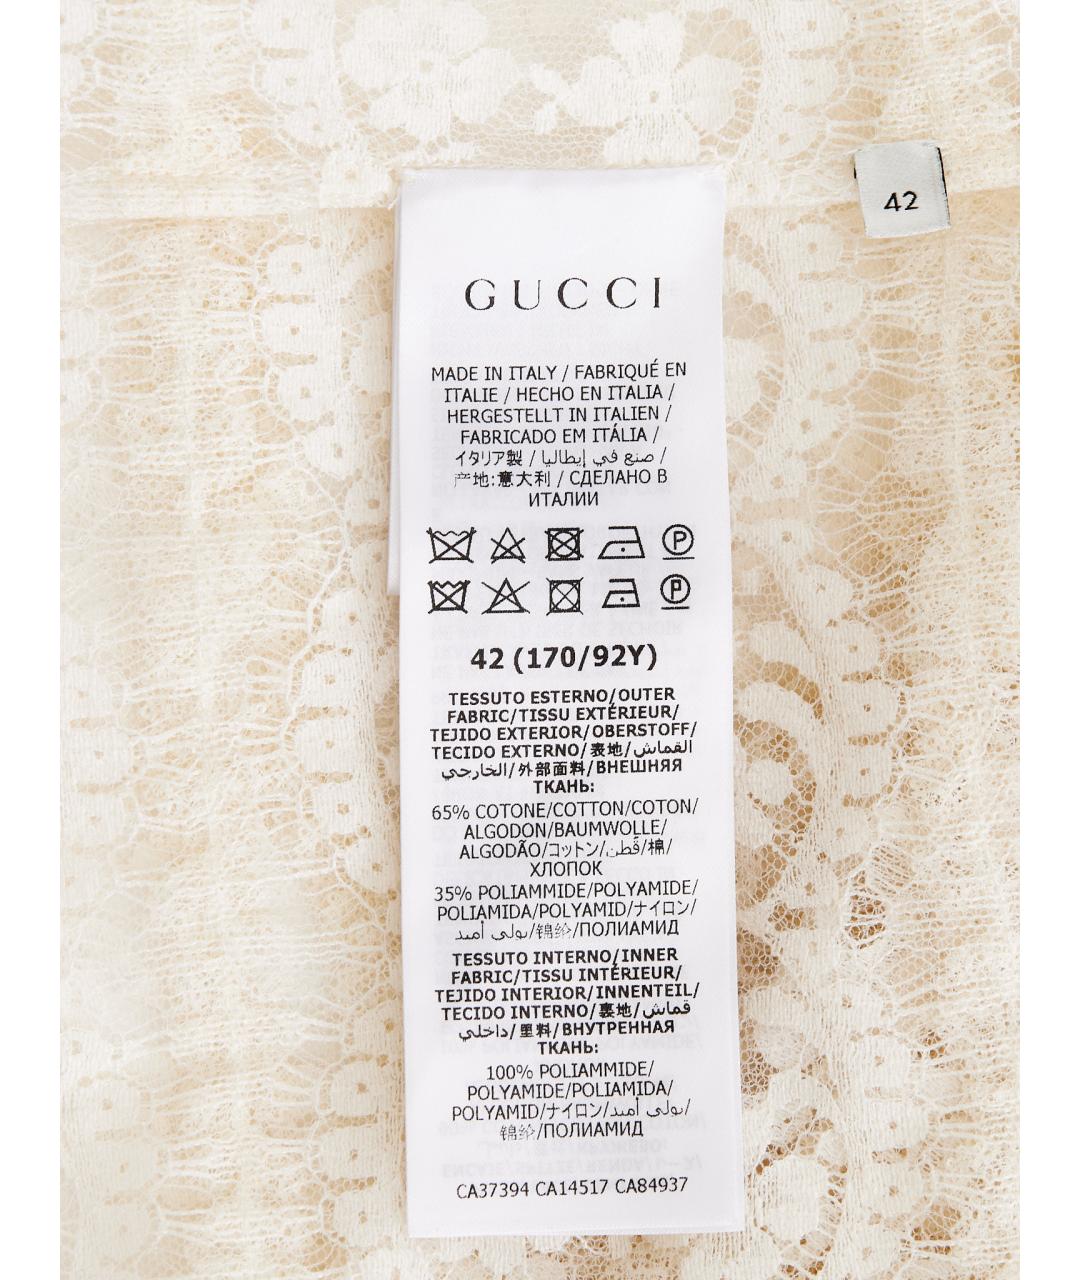 42
GUCCI
MADE IN ITALY / FABRIQUÉ EN
ITALIE / HECHO EN ITALIA /
HERGESTELLT IN ITALIEN /
FABRICADO EM ITÁLIA /
イタリア製 / صنع في إيطاليا /
产地:意大利 / СДЕЛАНО В
ИТАЛИИ
P
P
42 (170/92Y)
TESSUTO ESTERNO/OUTER
FABRIC/TISSU EXTÉRIEUR/
TEJIDO EXTERIOR/OBERSTOFF/
TECIDO EXTERNO/表地/القماش
الخارجي/外部面料/ВНЕШНЯЯ
ТКАНЬ:
65% COTONE/COTTON/COTON/
ALGODON/BAUMWOLLE/
ALGODÃO/コットン/قطن/棉/
ХЛОПОК
35% POLIAMMIDE/POLYAMIDE/
POLIAMIDA/POLYAMID/ナイロン/
بولي أميد/锦纶/ПОЛИАМИД
TESSUTO INTERNO/INNER
FABRIC/TISSU INTÉRIEUR/
TEJIDO INTERIOR/INNENTEIL/
TECIDO INTERNO/裏地/قماش
داخلي/里料/ВНУТРЕННАЯ
ТКАНЬ:
100% POLIAMMIDE/
POLYAMIDE/POLIAMIDA/
POLYAMID/ナイロン/بولي أميد/
锦纶/ПОЛИАМИД
CA37394 CA14517 CA84937